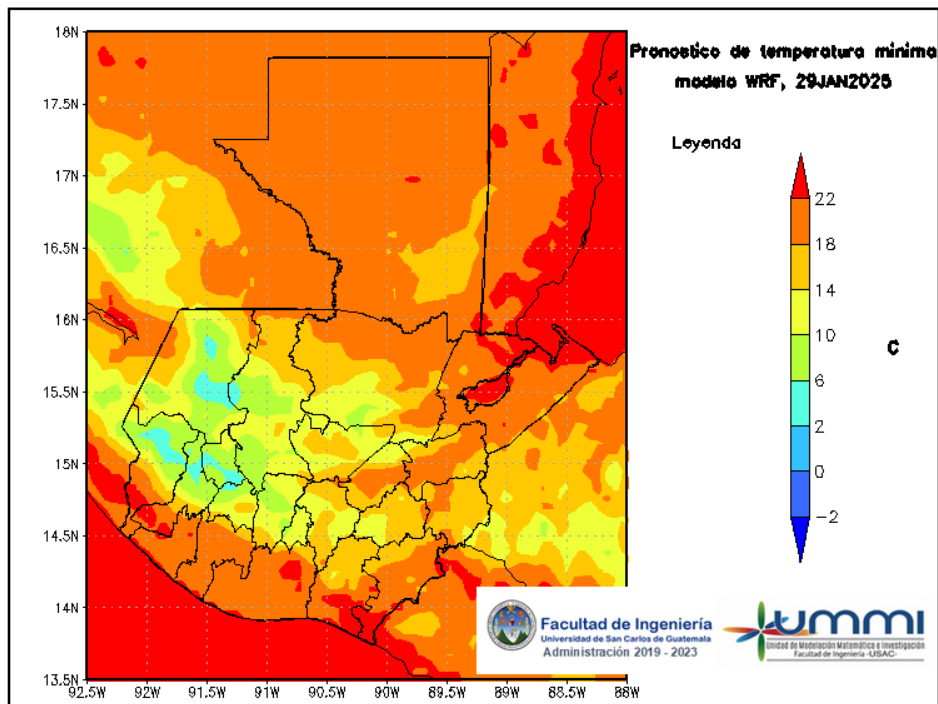 Pronostico de temperatura minima
modelo WRF, 29JAN2025
Leyenda
22
18
14
10
6
2
0
-2
C
18N
17.5N
17N
16.5N
16N
15.5N
15N
14.5N
14N
13.5N
92.5W 92W 91.5W 91W 90.5W 90W 89.5W 89W 88.5W 88W
Facultad de Ingeniería
Universidad de San Carlos de Guatemala
Administración 2019 - 2023
ummi
Unidad de Modelación Matemática e Investigación
Facultad de Ingeniería -USAC-